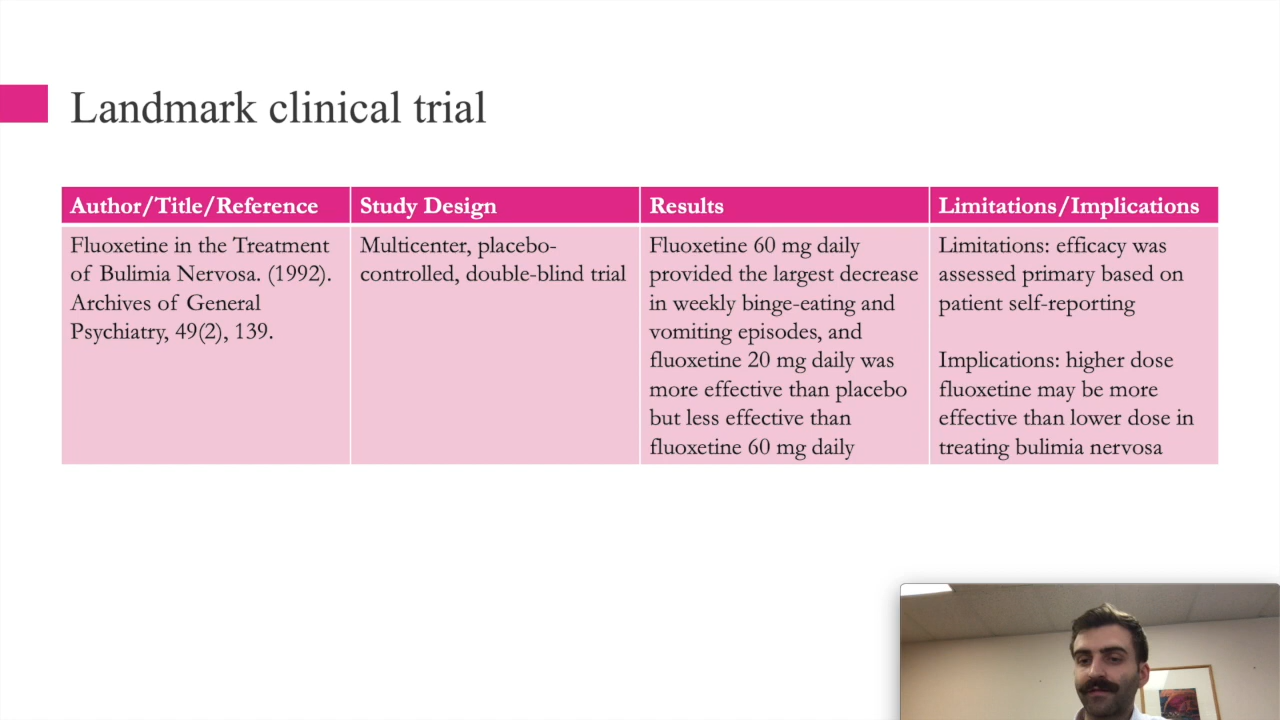 Landmark clinical trial
Author/Title/Reference
Study Design
Results
Limitations/Implications
Fluoxetine in the Treatment
of Bulimia Nervosa. (1992).
Archives of General
Psychiatry, 49(2), 139.
Multicenter, placebo-
controlled, double-blind trial
Fluoxetine 60 mg daily
provided the largest decrease
in weekly binge-eating and
vomiting episodes, and
fluoxetine 20 mg daily was
more effective than placebo
but less effective than
fluoxetine 60 mg daily
Limitations: efficacy was
assessed primary based on
patient self-reporting
Implications: higher dose
fluoxetine may be more
effective than lower dose in
treating bulimia nervosa